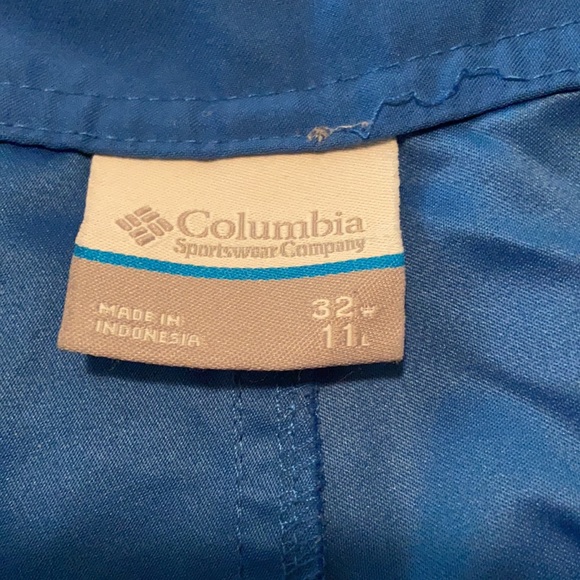 Columbia
Sportswear Company
MADE IN
INDONESIA
32W
11L